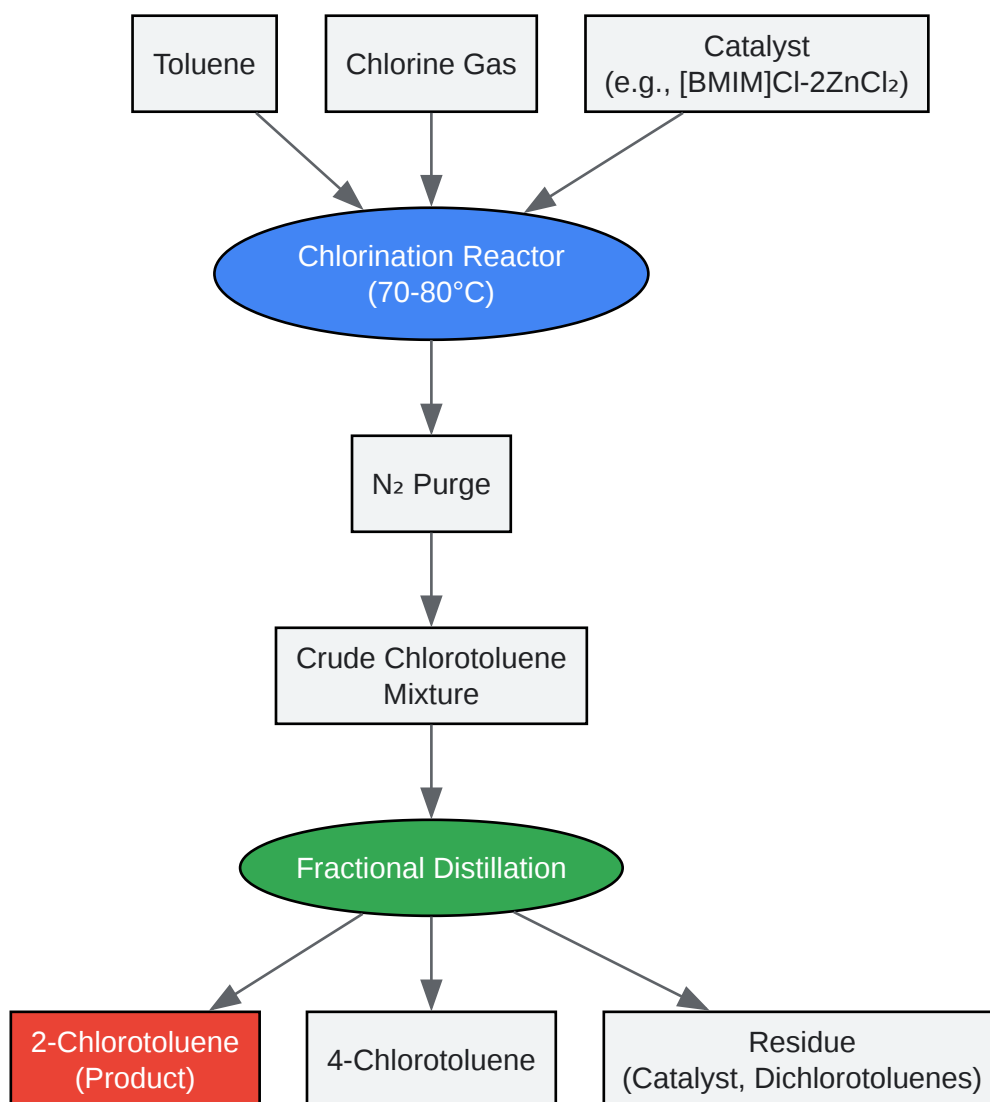 Toluene
Chlorine Gas
Catalyst
(e.g., [BMIM]Cl-2ZnCl₂)
Chlorination Reactor
(70-80°C)
N₂ Purge
Crude Chlorotoluene
Mixture
Fractional Distillation
2-Chlorotoluene
(Product)
4-Chlorotoluene
Residue
(Catalyst, Dichlorotoluenes)